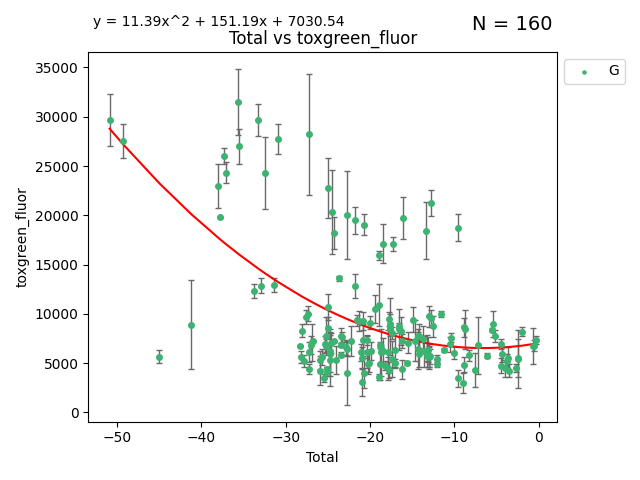 y = 11.39x^2 + 151.19x + 7030.54
N = 160
Total vs toxgreen_fluor
G
35000
30000
25000
20000
15000
10000
5000
0
toxgreen_fluor
−50 −40 −30 −20 −10 0
Total